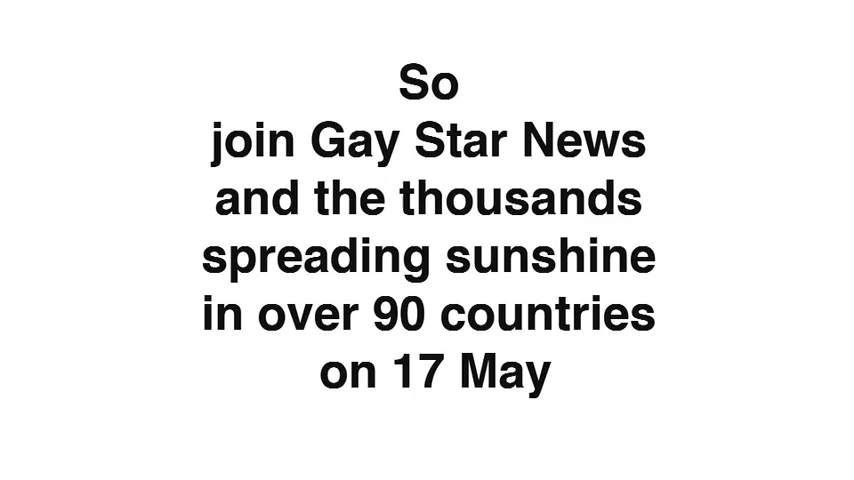 So
join Gay Star News
and the thousands
spreading sunshine
in over 90 countries
on 17 May